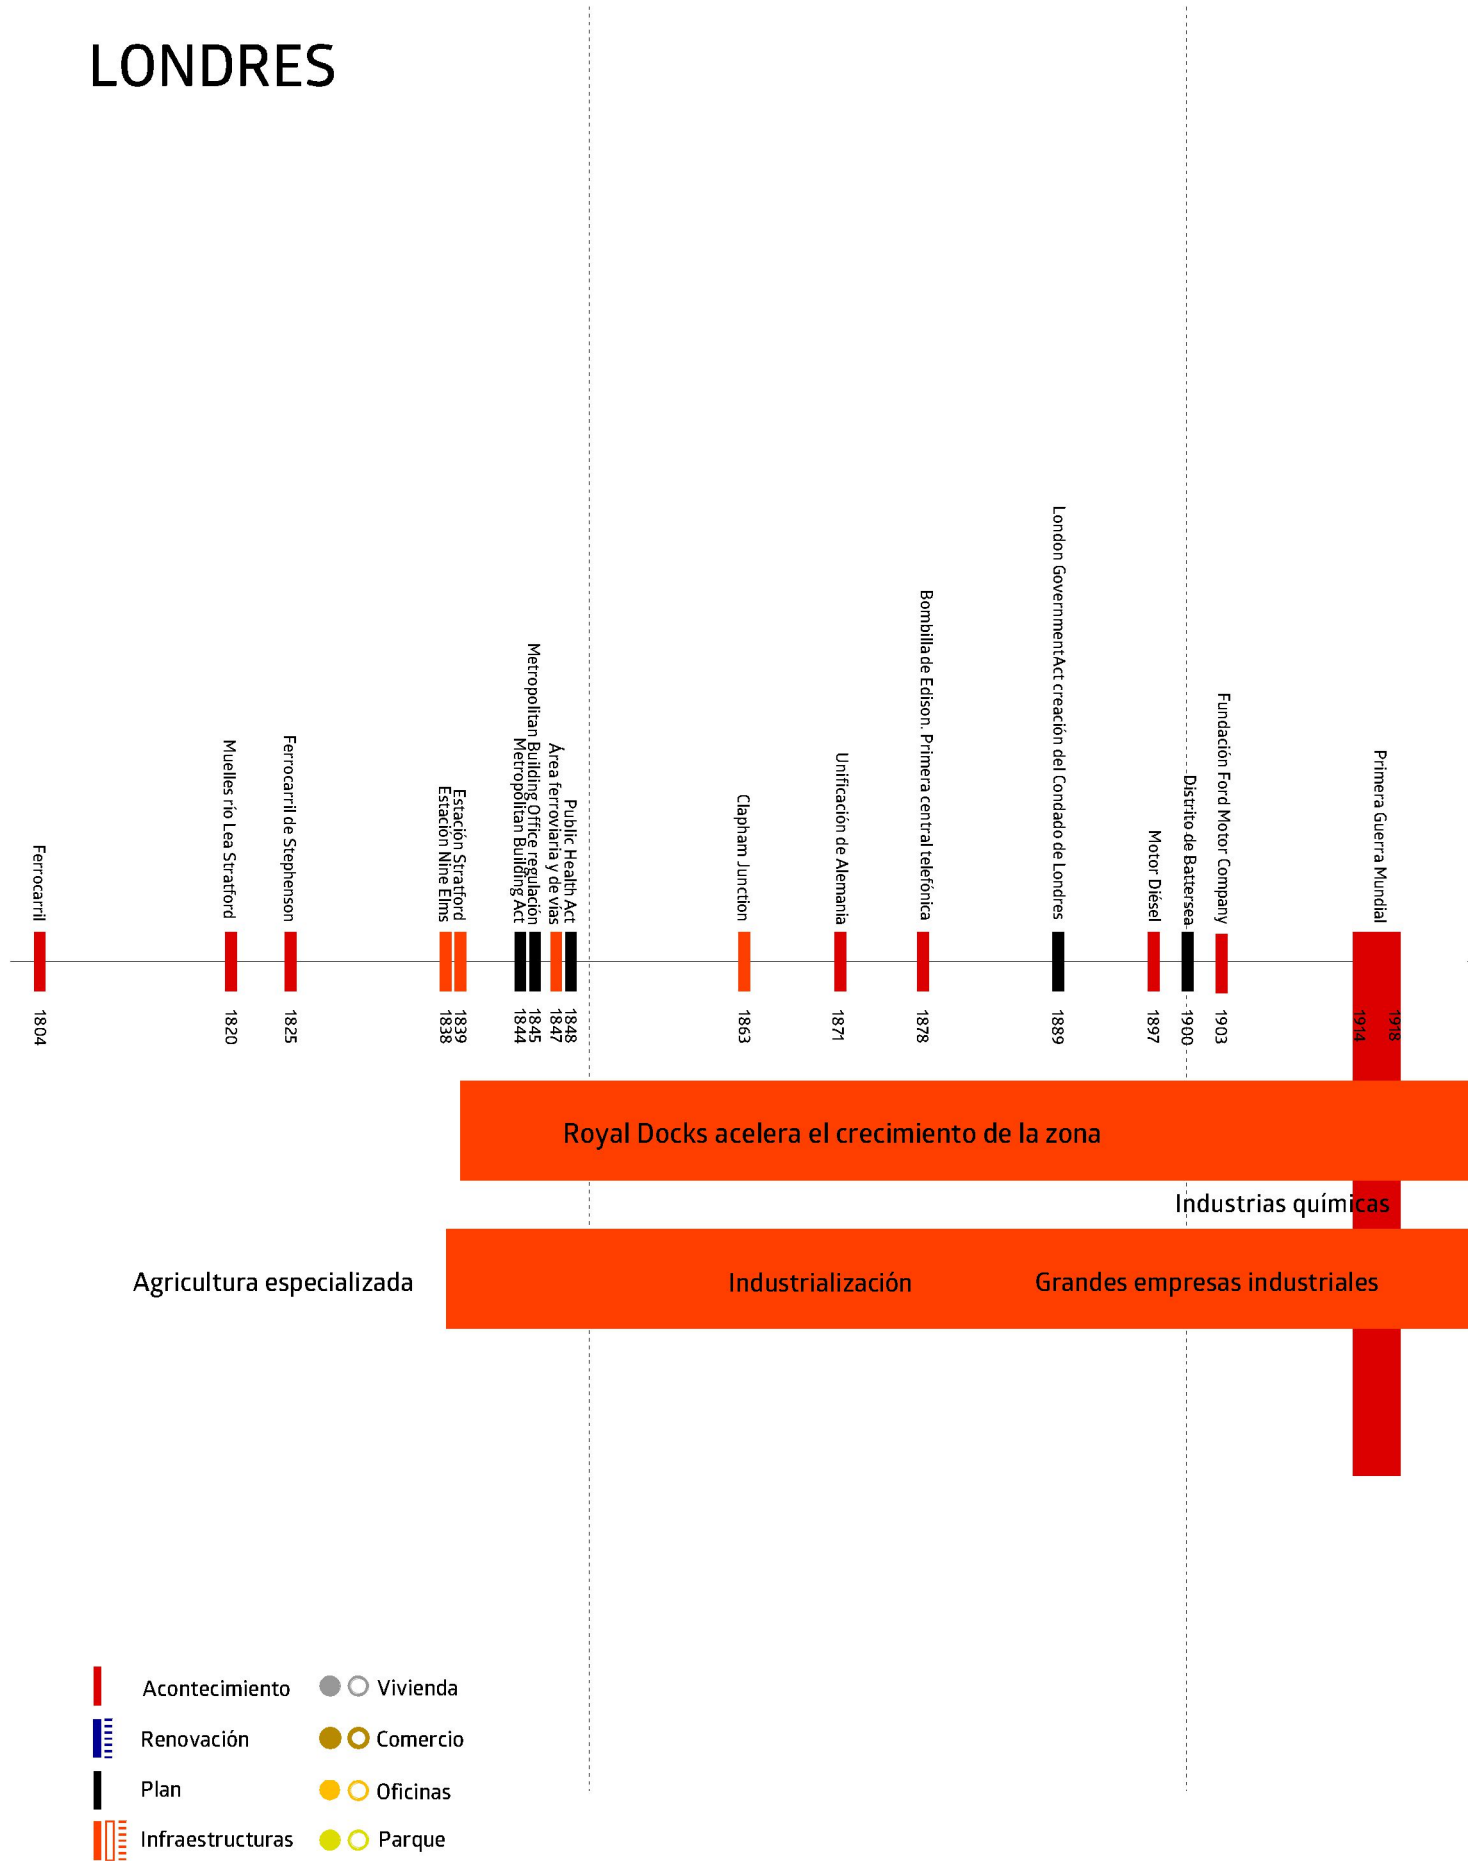 LONDRES
Ferrocarril
Muelles río Lea Stratford
Ferrocarril de Stephenson
Estación Nine Elms
Estación Stratford
Metropolitan Building Act
Metropolitan Building Office regulación
Área ferroviaria y de vías
Public Health Act
Clapham Junction
Unificación de Alemania
Bombilla de Edison. Primera central telefónica
London GovernmentAct creación del Condado de Londres
Motor Diésel
Distrito de Battersea
Fundación Ford Motor Company
Primera Guerra Mundial
1804
1820
1825
1838
1839
1844
1845
1847
1848
1863
1871
1878
1889
1897
1900
1903
1914
1918
Royal Docks acelera el crecimiento de la zona
Industrias químicas
Agricultura especializada
Industrialización
Grandes empresas industriales
Acontecimiento
Vivienda
Renovación
Comercio
Plan
Oficinas
Infraestructuras
Parque